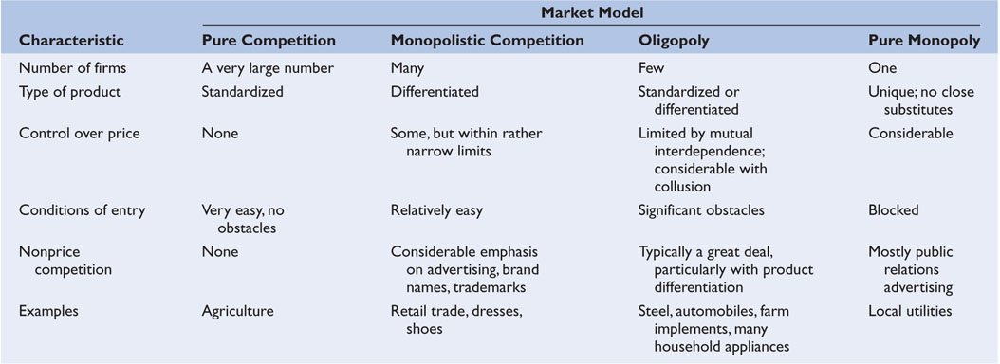 Market Model
Characteristic Pure Competition Monopolistic Competition Oligopoly Pure Monopoly
Number of firms A very large number Many Few One
Type of product Standardized Differentiated Standardized or Unique; no close
differentiated substitutes
Control over price None Some, but within rather Limited by mutual Considerable
narrow limits interdependence;
considerable with
collusion
Conditions of entry Very easy, no Relatively easy Significant obstacles Blocked
obstacles
Nonprice None Considerable emphasis Typically a great deal, Mostly public
competition on advertising, brand particularly with product relations
names, trademarks differentiation advertising
Examples Agriculture Retail trade, dresses, Steel, automobiles, farm Local utilities
shoes implements, many
household appliances